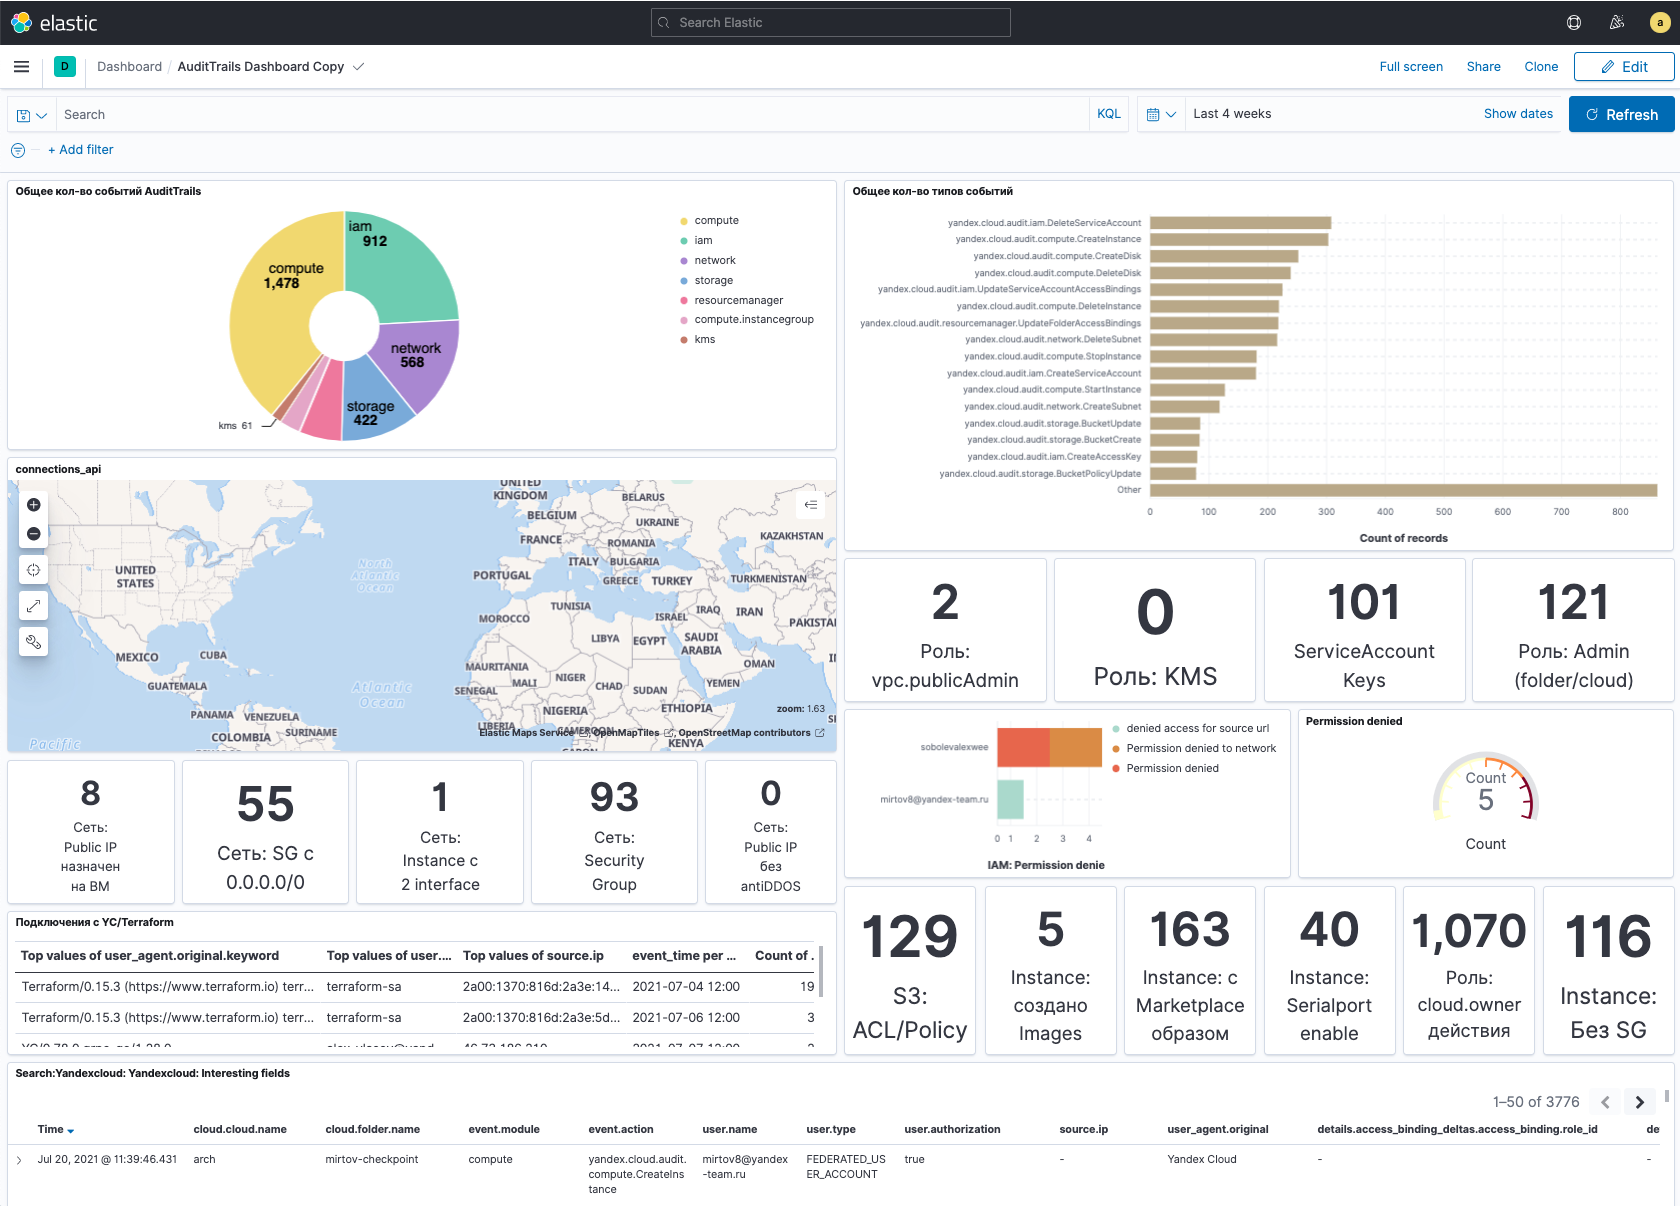 elastic
Search Elastic
a
D
Dashboard / AuditTrails Dashboard Copy
Full screen
Share
Clone
Edit
Search
KQL
Last 4 weeks
Show dates
Refresh
+ Add filter
Общее кол-во событий AuditTrails
iam
912
compute
1,478
network
568
storage
422
kms 61
compute
iam
network
storage
resourcemanager
compute.instancegroup
kms
Общее кол-во типов событий
yandex.cloud.audit.iam.DeleteServiceAccount
yandex.cloud.audit.compute.CreateInstance
yandex.cloud.audit.compute.CreateDisk
yandex.cloud.audit.compute.DeleteDisk
yandex.cloud.audit.iam.UpdateServiceAccountAccessBindings
yandex.cloud.audit.compute.DeleteInstance
yandex.cloud.audit.resourcemanager.UpdateFolderAccessBindings
yandex.cloud.audit.network.DeleteSubnet
yandex.cloud.audit.compute.StopInstance
yandex.cloud.audit.iam.CreateServiceAccount
yandex.cloud.audit.compute.StartInstance
yandex.cloud.audit.network.CreateSubnet
yandex.cloud.audit.storage.BucketUpdate
yandex.cloud.audit.storage.BucketCreate
yandex.cloud.audit.iam.CreateAccessKey
yandex.cloud.audit.storage.BucketPolicyUpdate
Other
0 100 200 300 400 500 600 700 800
Count of records
connections_api
UNITED
KINGDOM
BELARUS
BELGIUM
UKRAINE
FRANCE
ROMANIA
KAZAKHSTAN
ITALY
BULGARIA
North
Atlantic
Ocean
UNITED
STATES
PORTUGAL
GREECE
TURKEY
TURKMENISTAN
TUNISIA
MOROCCO
ISRAEL
IRAQ
IRAN
PAKISTAN
LIBYA
EGYPT
SAUDI
ARABIA
MEXICO
CUBA
OMAN
MAURITANIA
GUATEMALA
Atlantic
Ocean
SENEGAL
MALI
NIGER
CHAD
SUDAN
YEMEN
PANAMA
VENEZUELA
NIGERIA
ETHIOPIA
zoom: 1.63
COLOMBIA
SURINAME
LIBERIA
CAMEROON
Elastic Maps Service, OpenMapTiles, OpenStreetMap contributors
Pacific
KENYA
GABON
2
Роль:
vpc.publicAdmin
0
Роль: KMS
101
ServiceAccount
Keys
121
Роль: Admin
(folder/cloud)
sobolevalexwee
mirtov8@yandex-team.ru
0 1 2 3 4
IAM: Permission denie
denied access for source url
Permission denied to network
Permission denied
Permission denied
Count
5
Count
8
Сеть:
Public IP
назначен
на ВМ
55
Сеть: SG с
0.0.0.0/0
1
Сеть:
Instance с
2 interface
93
Сеть:
Security
Group
0
Сеть:
Public IP
без
antiDDOS
129
S3:
ACL/Policy
5
Instance:
создано
Images
163
Instance: с
Marketplace
образом
40
Instance:
Serialport
enable
1,070
Роль:
cloud.owner
действия
116
Instance:
Без SG
Подключения с YC/Terraform
Top values of user_agent.original.keyword Top values of user.... Top values of source.ip event_time per ... Count of .
Terraform/0.15.3 (https://www.terraform.io) terr... terraform-sa 2a00:1370:816d:2a3e:14... 2021-07-04 12:00 19
Terraform/0.15.3 (https://www.terraform.io) terr... terraform-sa 2a00:1370:816d:2a3e:5d... 2021-07-06 12:00 3
Search:Yandexcloud: Yandexcloud: Interesting fields
1–50 of 3776
Time cloud.cloud.name cloud.folder.name event.module event.action user.name user.type user.authorization source.ip user_agent.original details.access_binding_deltas.access_binding.role_id de
Jul 20, 2021 @ 11:39:46.431 arch mirtov-checkpoint compute yandex.cloud.audit. mirtov8@yandex FEDERATED_US true - Yandex Cloud - -
compute.CreateIns -team.ru ER_ACCOUNT
tance